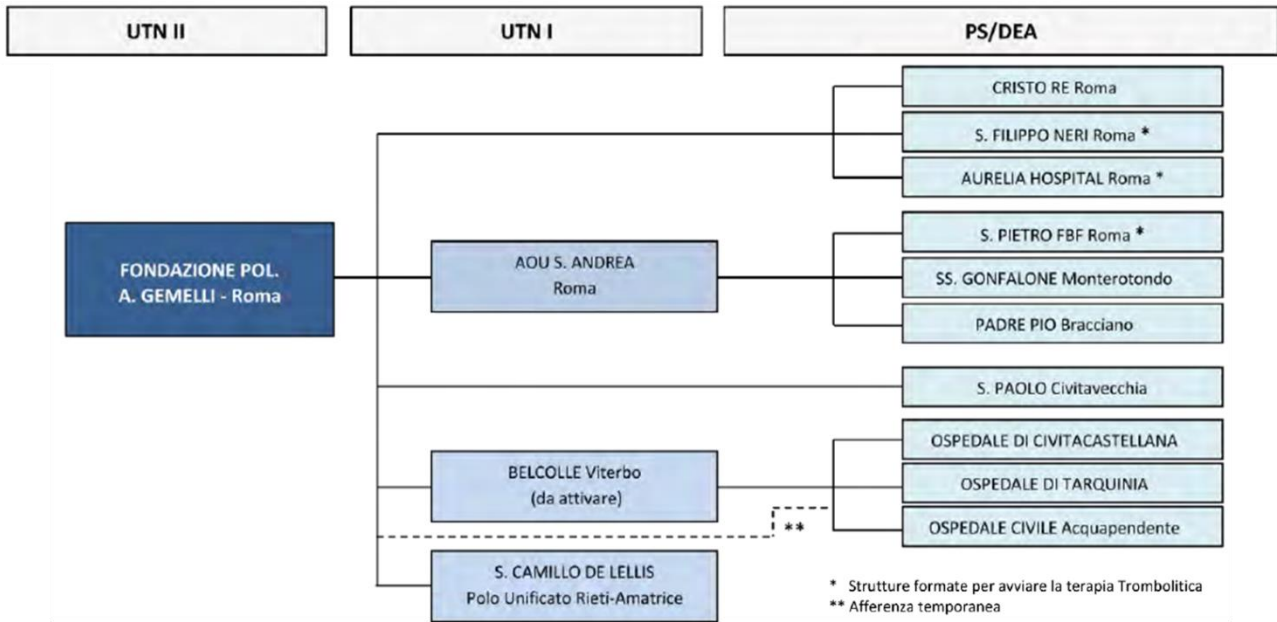 UTN II
UTN I
PS/DEA
CRISTO RE Roma
S. FILIPPO NERI Roma *
AURELIA HOSPITAL Roma *
FONDAZIONE POL.
A. GEMELLI - Roma
AOU S. ANDREA
Roma
S. PIETRO FBF Roma *
SS. GONFALONE Monterotondo
PADRE PIO Bracciano
S. PAOLO Civitavecchia
BELCOLLE Viterbo
(da attivare)
OSPEDALE DI CIVITACASTELLANA
OSPEDALE DI TARQUINIA
OSPEDALE CIVILE Acquapendente
**
S. CAMILLO DE LELLIS
Polo Unificato Rieti-Amatrice
* Strutture formate per avviare la terapia Trombolitica
** Afferenza temporanea